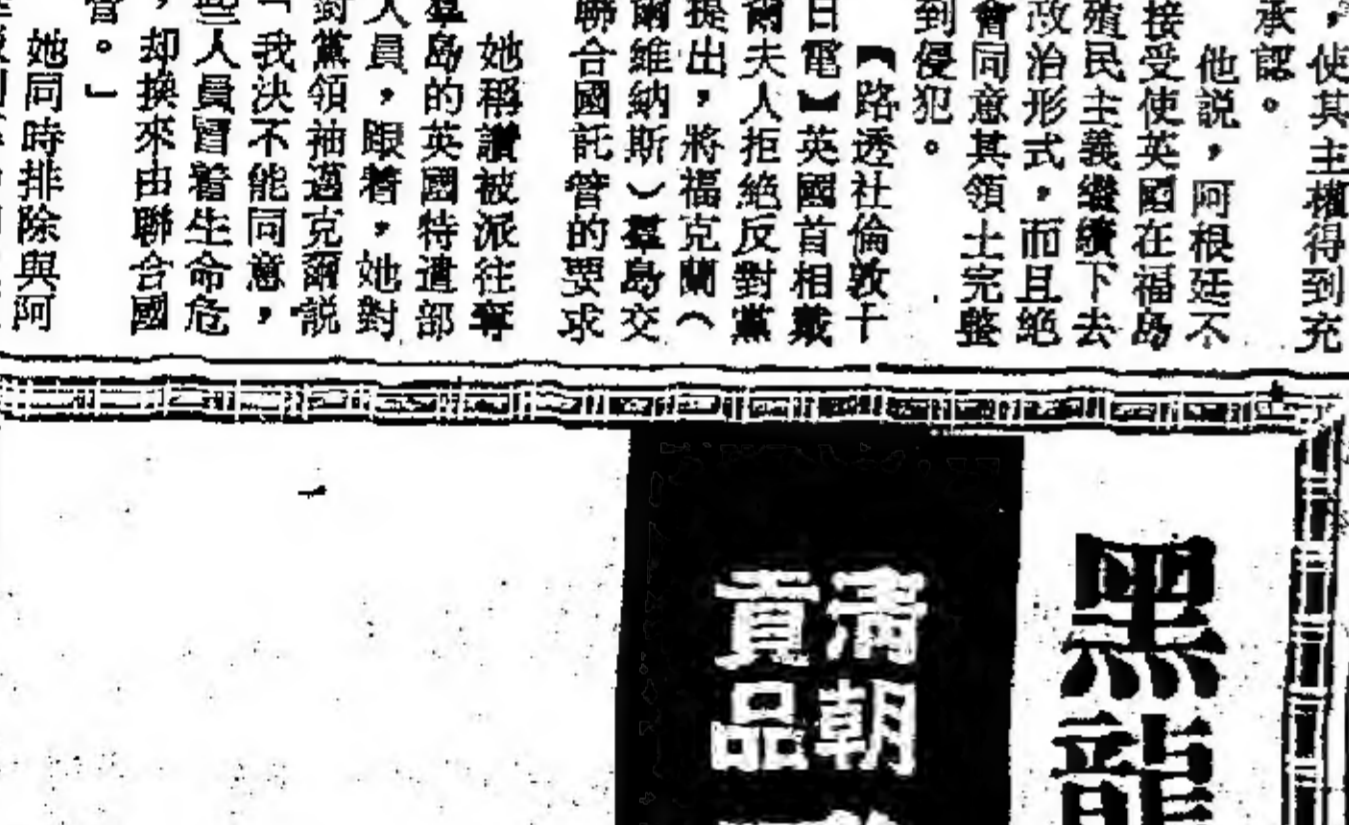 ，使其主權得到充
承認。
他説，阿根廷不
接受使英國在福島
殖民主義繼續下去
政治形式，而且絕
會同意其領土完整
到侵犯。
【路透社倫敦十
日電】英國首相戴
爾夫人拒絕反對黨
提出，將福克蘭（
爾維納斯）羣島交
聯合國託管的要求
她稱讚被派往奪
羣島的英國特遣部
人員，跟着，她對
對黨領袖邁克爾説
「我決不能同意，
些人員冒着生命危
，却換來由聯合國
管。」
她同時排除與阿
黑龍
清朝
貢品